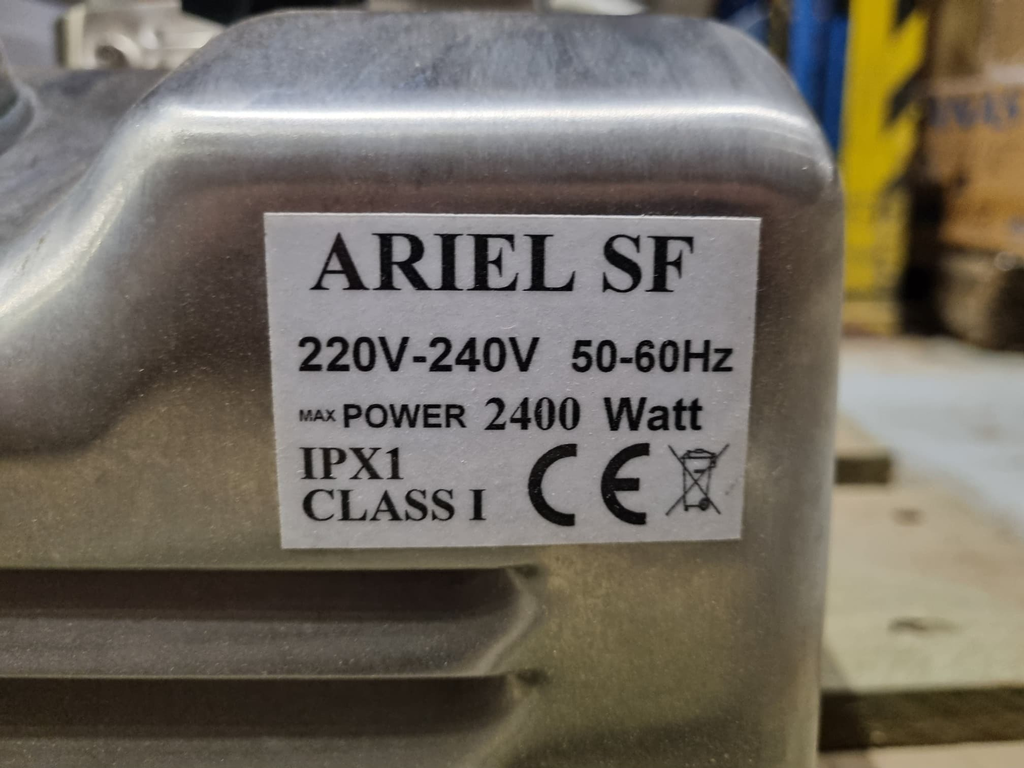 ARIEL SF
220V-240V 50-60Hz
MAX POWER 2400 Watt
IPX1
CLASS I CE